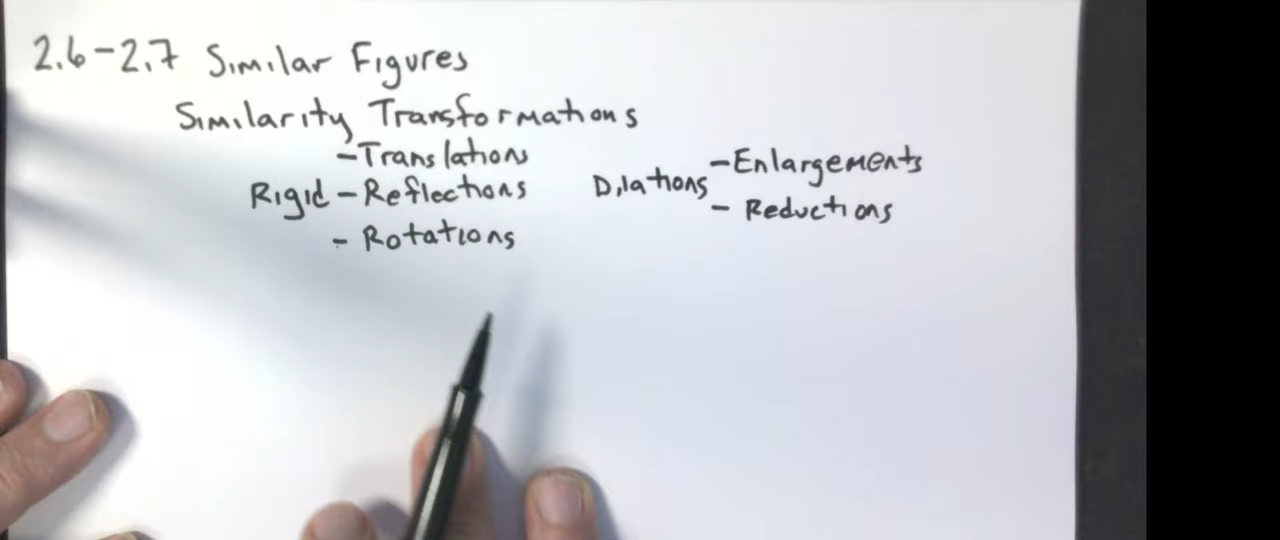 2.6-2.7 Similar Figures
Similarity Transformations
-Translations
Rigid -Reflections
- Rotations
Dilations -Enlargements
- Reductions